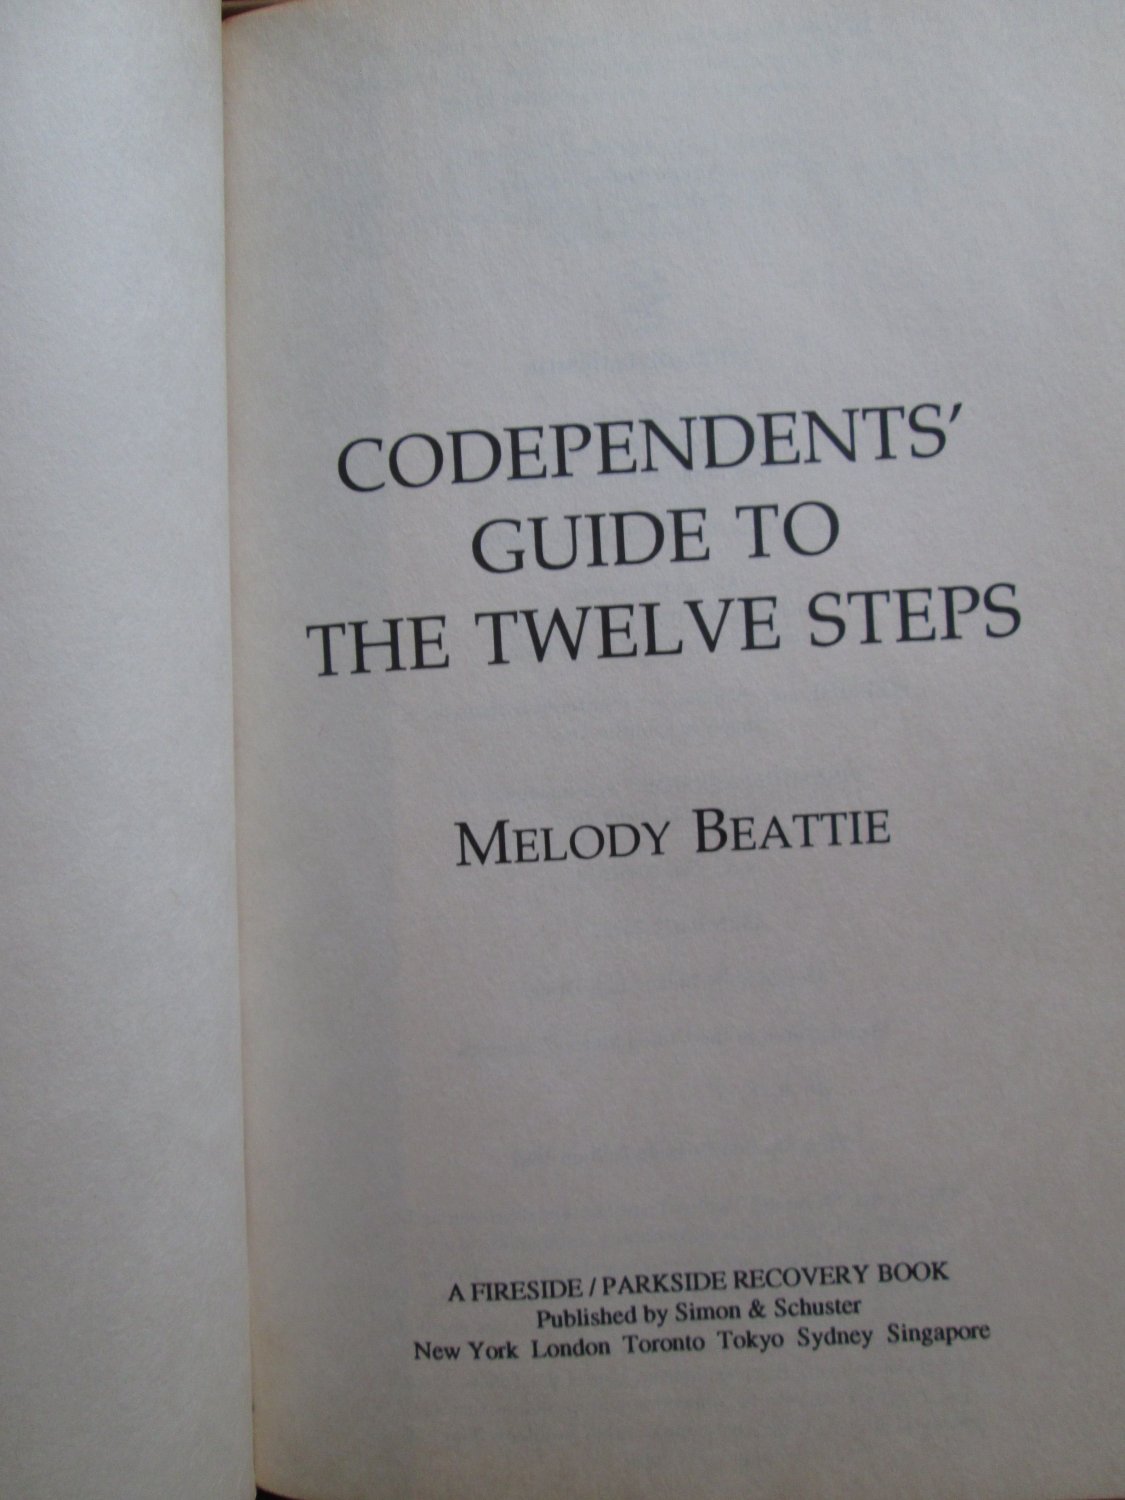 CODEPENDENTS'
GUIDE TO
THE TWELVE STEPS
MELODY BEATTIE
A FIRESIDE / PARKSIDE RECOVERY BOOK
Published by Simon & Schuster
New York London Toronto Tokyo Sydney Singapore